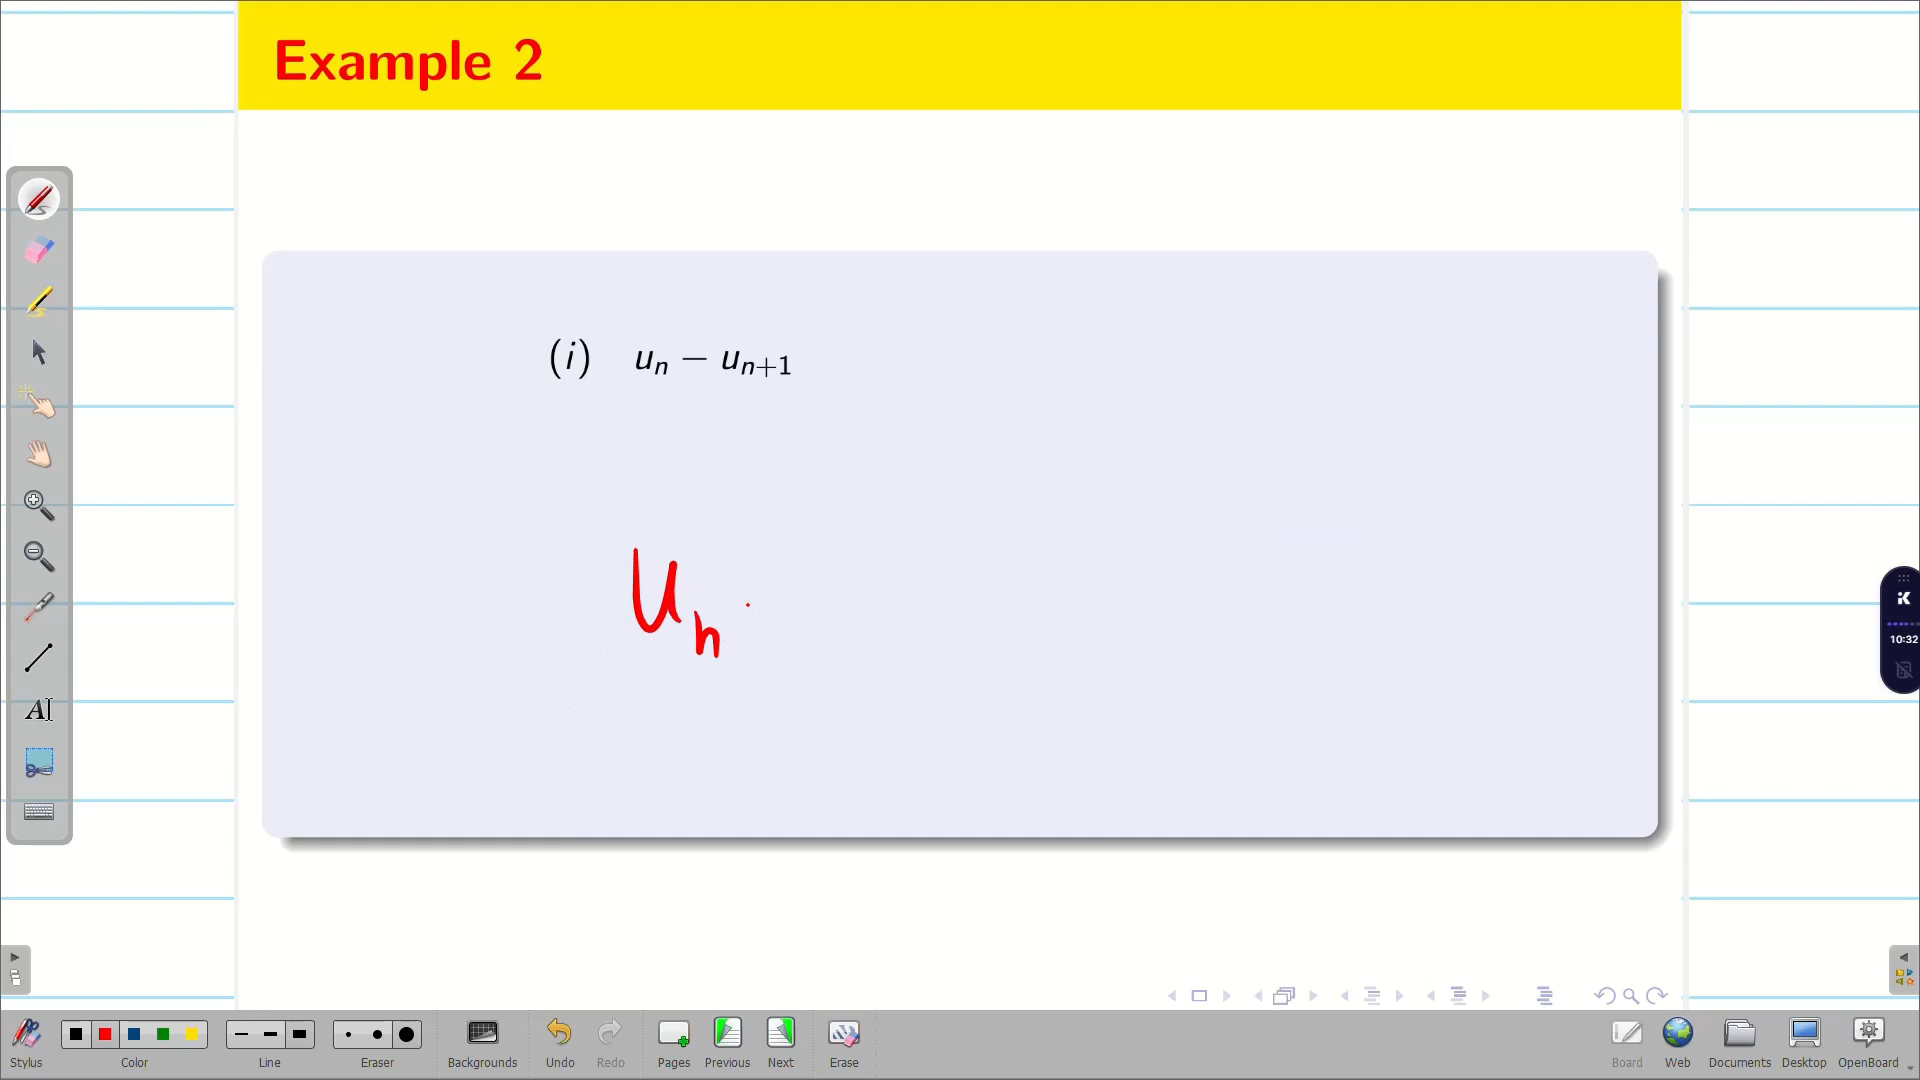 Example 2
(i) uₙ − uₙ₊₁
Uₙ
10:32
Stylus Color Line Eraser Backgrounds Undo Redo Pages Previous Next Erase Board Web Documents Desktop OpenBoard